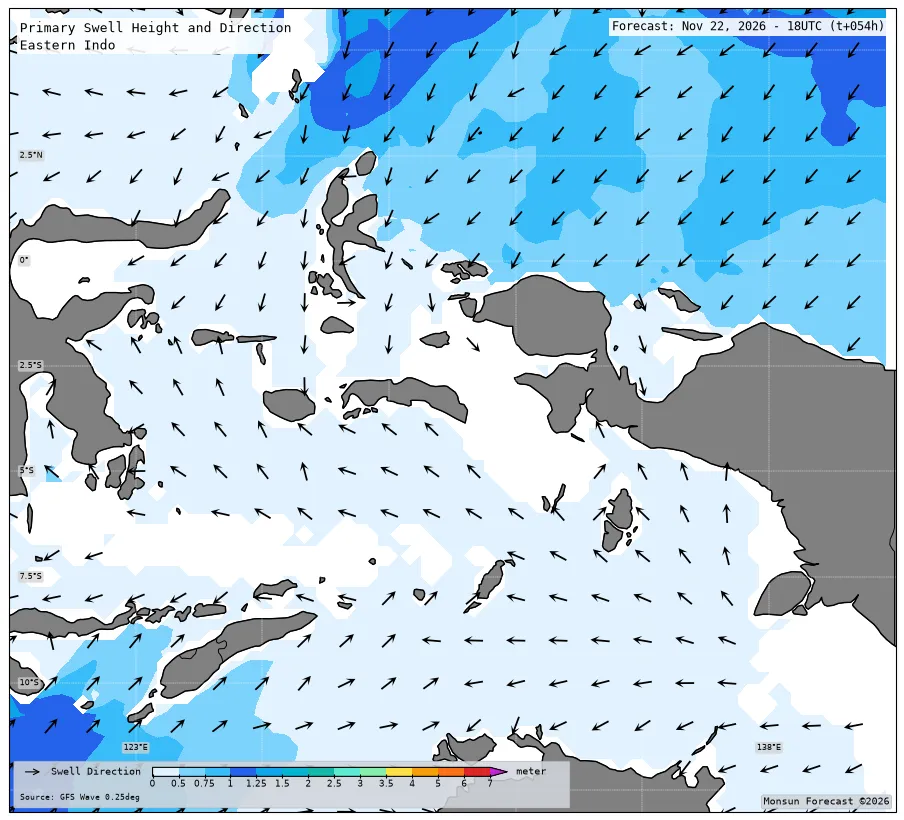 Primary Swell Height and Direction
Eastern Indo
Forecast: Nov 22, 2026 - 18UTC (t+054h)
2.5°N
0°
2.5°S
5°S
7.5°S
10°S
123°E
138°E
Swell Direction
0 0.5 0.75 1 1.25 1.5 2 2.5 3 3.5 4 5 6 7
meter
Source: GFS Wave 0.25deg
Monsun Forecast ©2026